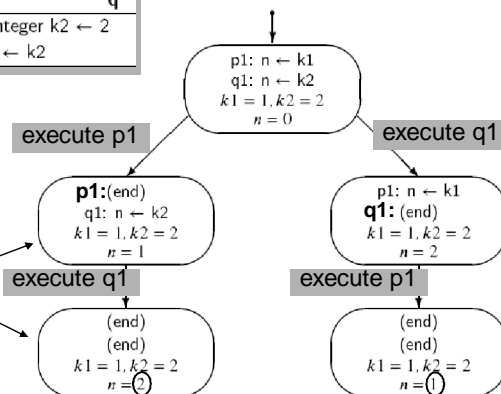 q
nteger k2 ← 2
← k2
p1: n ← k1
q1: n ← k2
k1 = 1, k2 = 2
n = 0
execute p1
execute q1
p1:(end)
q1: n ← k2
k1 = 1, k2 = 2
n = 1
p1: n ← k1
q1: (end)
k1 = 1, k2 = 2
n = 2
execute q1
execute p1
(end)
(end)
k1 = 1, k2 = 2
n = 2
(end)
(end)
k1 = 1, k2 = 2
n = 1